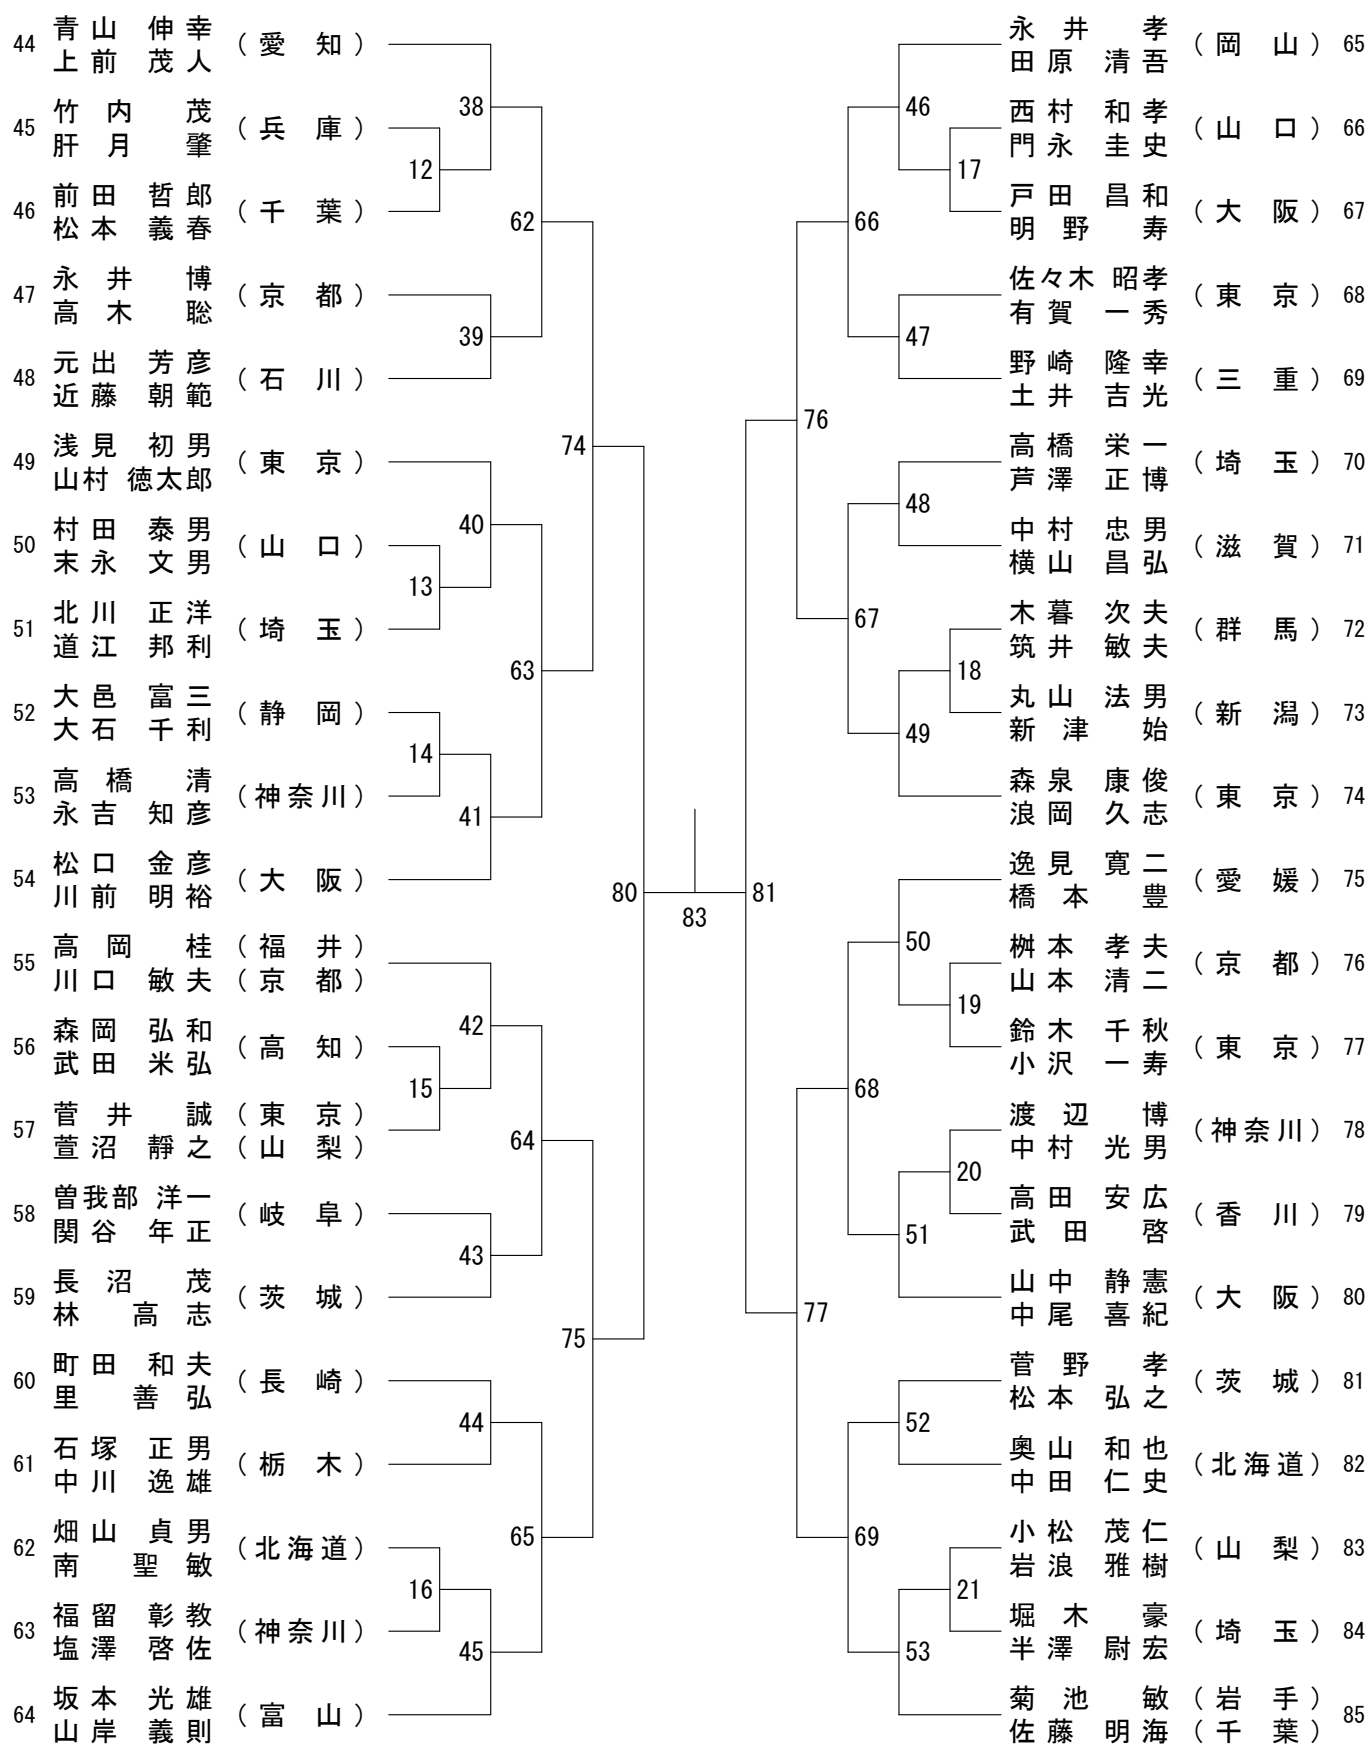 44 青山 伸幸 (愛知)
上前 茂人
45 竹内 茂 (兵庫)
肝月 肇
46 前田 哲郎 (千葉)
松本 義春
47 永井 博 (京都)
高木 聡
48 元出 芳彦 (石川)
近藤 朝範
49 浅見 初男 (東京)
山村 徳太郎
50 村田 泰男 (山口)
末永 文男
51 北川 正洋 (埼玉)
道江 邦利
52 大邑 富三 (静岡)
大石 千利
53 高橋 清 (神奈川)
永吉 知彦
54 松口 金彦 (大阪)
川前 明裕
55 高岡 桂 (福井)
川口 敏夫 (京都)
56 森岡 弘和 (高知)
武田 米弘
57 菅井 誠 (東京)
萱沼 靜之 (山梨)
58 曽我部 洋一 (岐阜)
関谷 年正
59 長沼 茂 (茨城)
林 高志
60 町田 和夫 (長崎)
里 善弘
61 石塚 正男 (栃木)
中川 逸雄
62 畑山 貞男 (北海道)
南 聖敏
63 福留 彰教 (神奈川)
塩澤 啓佐
64 坂本 光雄 (富山)
山岸 義則
12
13
14
15
16
38
39
40
41
42
43
44
45
62
63
64
65
74
75
80
83
81
76
77
66
67
68
69
46
47
48
49
50
51
52
53
17
18
19
20
21
永井 孝 (岡山) 65
田原 清吾
西村 和孝 (山口) 66
門永 圭史
戸田 昌和 (大阪) 67
明野 寿
佐々木 昭孝 (東京) 68
有賀 一秀
野崎 隆幸 (三重) 69
土井 吉光
高橋 栄一 (埼玉) 70
芦澤 正博
中村 忠男 (滋賀) 71
横山 昌弘
木暮 次夫 (群馬) 72
筑井 敏夫
丸山 法男 (新潟) 73
新津 始
森泉 康俊 (東京) 74
浪岡 久志
逸見 寛二 (愛媛) 75
橋本 豊
桝本 孝夫 (京都) 76
山本 清二
鈴木 千秋 (東京) 77
小沢 一寿
渡辺 博 (神奈川) 78
中村 光男
高田 安広 (香川) 79
武田 啓
山中 静憲 (大阪) 80
中尾 喜紀
菅野 孝 (茨城) 81
松本 弘之
奥山 和也 (北海道) 82
中田 仁史
小松 茂仁 (山梨) 83
岩浪 雅樹
堀木 豪 (埼玉) 84
半澤 尉宏
菊池 敏 (岩手) 85
佐藤 明海 (千葉)